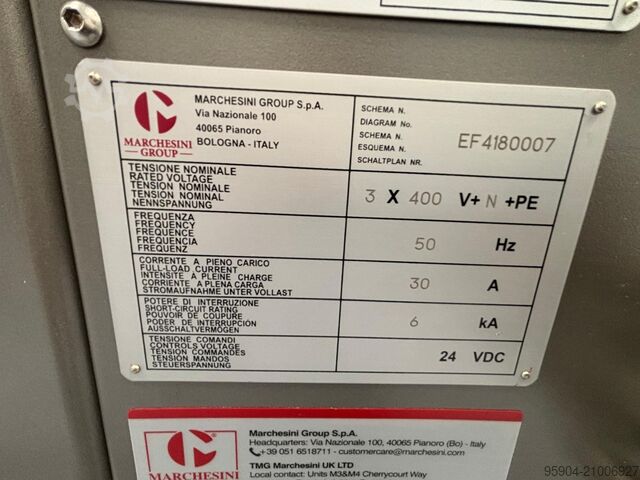 MARCHESINI
GROUP
MARCHESINI GROUP S.p.A.
Via Nazionale 100
40065 Pianoro
BOLOGNA - ITALY
SCHEMA N.
DIAGRAM No.
SCHEMA N.
ESQUEMA N.
SCHALTPLAN NR.
EF4180007
TENSIONE NOMINALE
RATED VOLTAGE
TENSION NOMINALE
TENSION NOMINAL
NENNSPANNUNG
3 X 400 V+ N +PE
FREQUENZA
FREQUENCY
FREQUENCE
FREQUENCIA
FREQUENZ
50 Hz
CORRENTE A PIENO CARICO
FULL-LOAD CURRENT
INTENSITE A PLEINE CHARGE
CORRIENTE A PLENA CARGA
STROMAUFNAHME UNTER VOLLAST
30 A
POTERE DI INTERRUZIONE
SHORT-CIRCUIT RATING
POUVOIR DE COUPURE
PODER DE INTERRUPCIÓN
AUSSCHALTVERMÖGEN
6 kA
TENSIONE COMANDI
CONTROLS VOLTAGE
TENSION COMMANDES
TENSION MANDOS
STEUERSPANNUNG
24 VDC
MARCHESINI
Marchesini Group S.p.A.
Headquarters: Via Nazionale 100, 40065 Pianoro (Bo) - Italy
+39 051 6518711 - customercare@marchesini.com
TMG Marchesini UK LTD
Local contact: Units M3&M4 Cherrycourt Way
95904-21006927